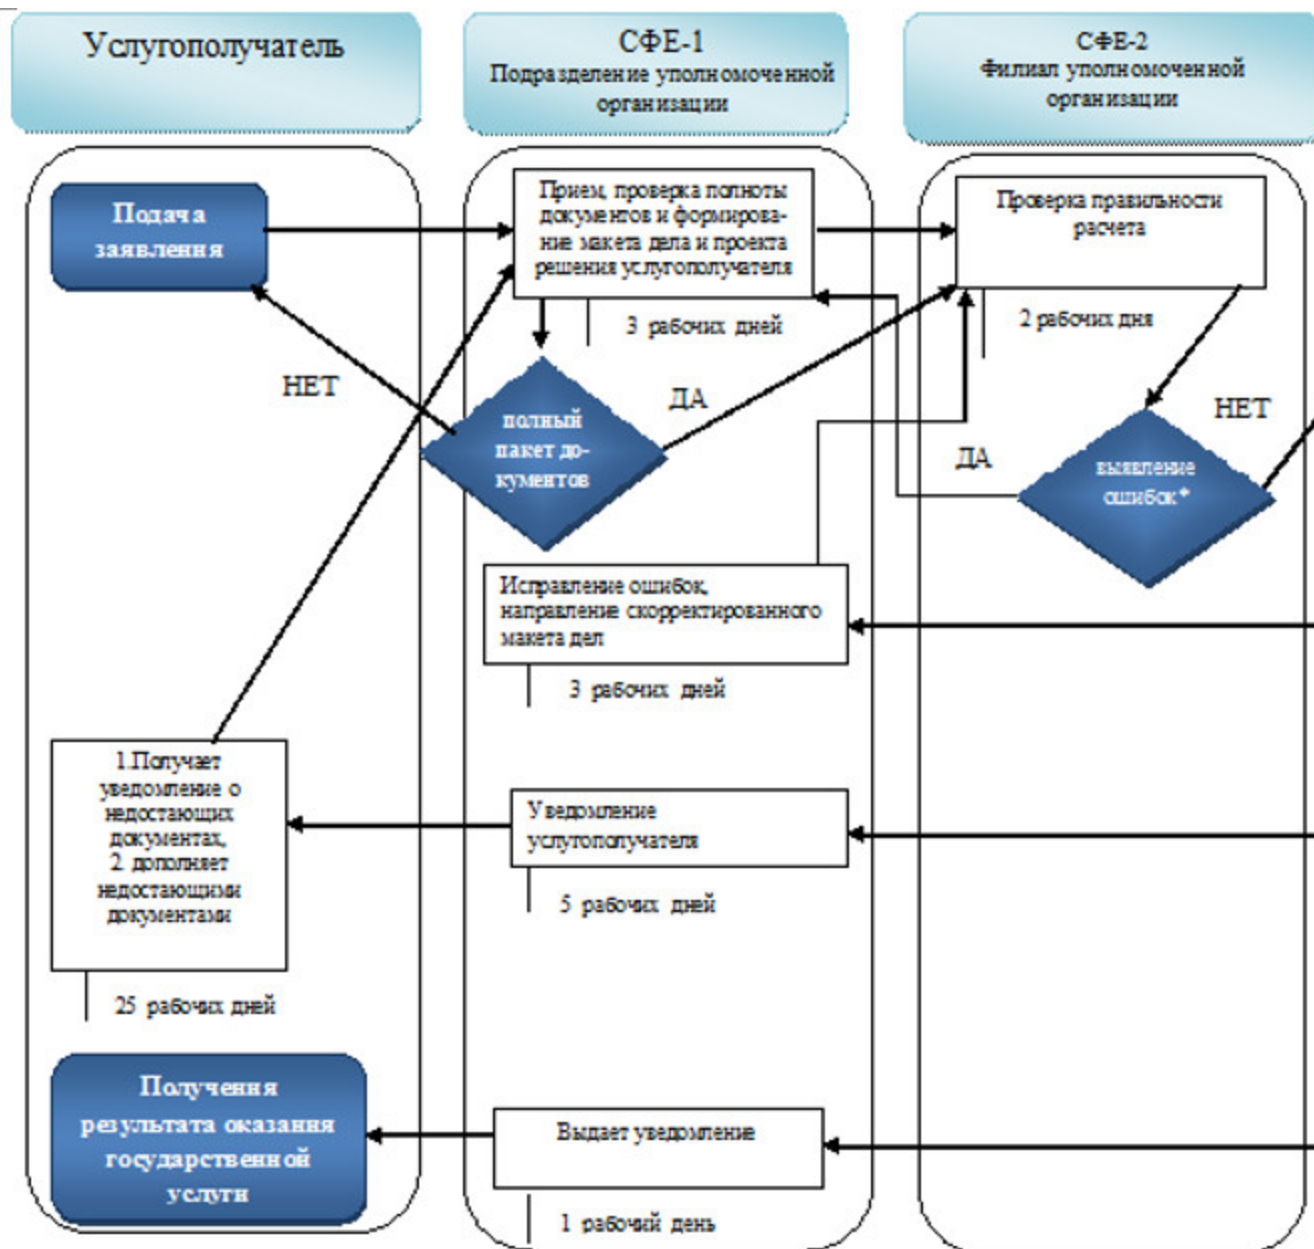 Услугополучатель
СФЕ-1
Подразделение уполномоченной
организации
СФЕ-2
Филиал уполномоченной
организации
Подача
заявления
Прием, проверка полноты
документов и формирова-
ние макета дела и проекта
решения услугополучателя
3 рабочих дней
Проверка правильности
расчета
2 рабочих дня
НЕТ
полный
пакет до-
кументов
ДА
ДА
выявление
ошибок*
НЕТ
Исправление ошибок,
направление скорректированного
макета дел
3 рабочих дней
1.Получает
уведомление о
недостающих
документах,
2. дополняет
недостающими
документами
25 рабочих дней
Уведомление
услугополучателя
5 рабочих дней
Получения
результата оказания
государственной
услуги
Выдает уведомление
1 рабочий день